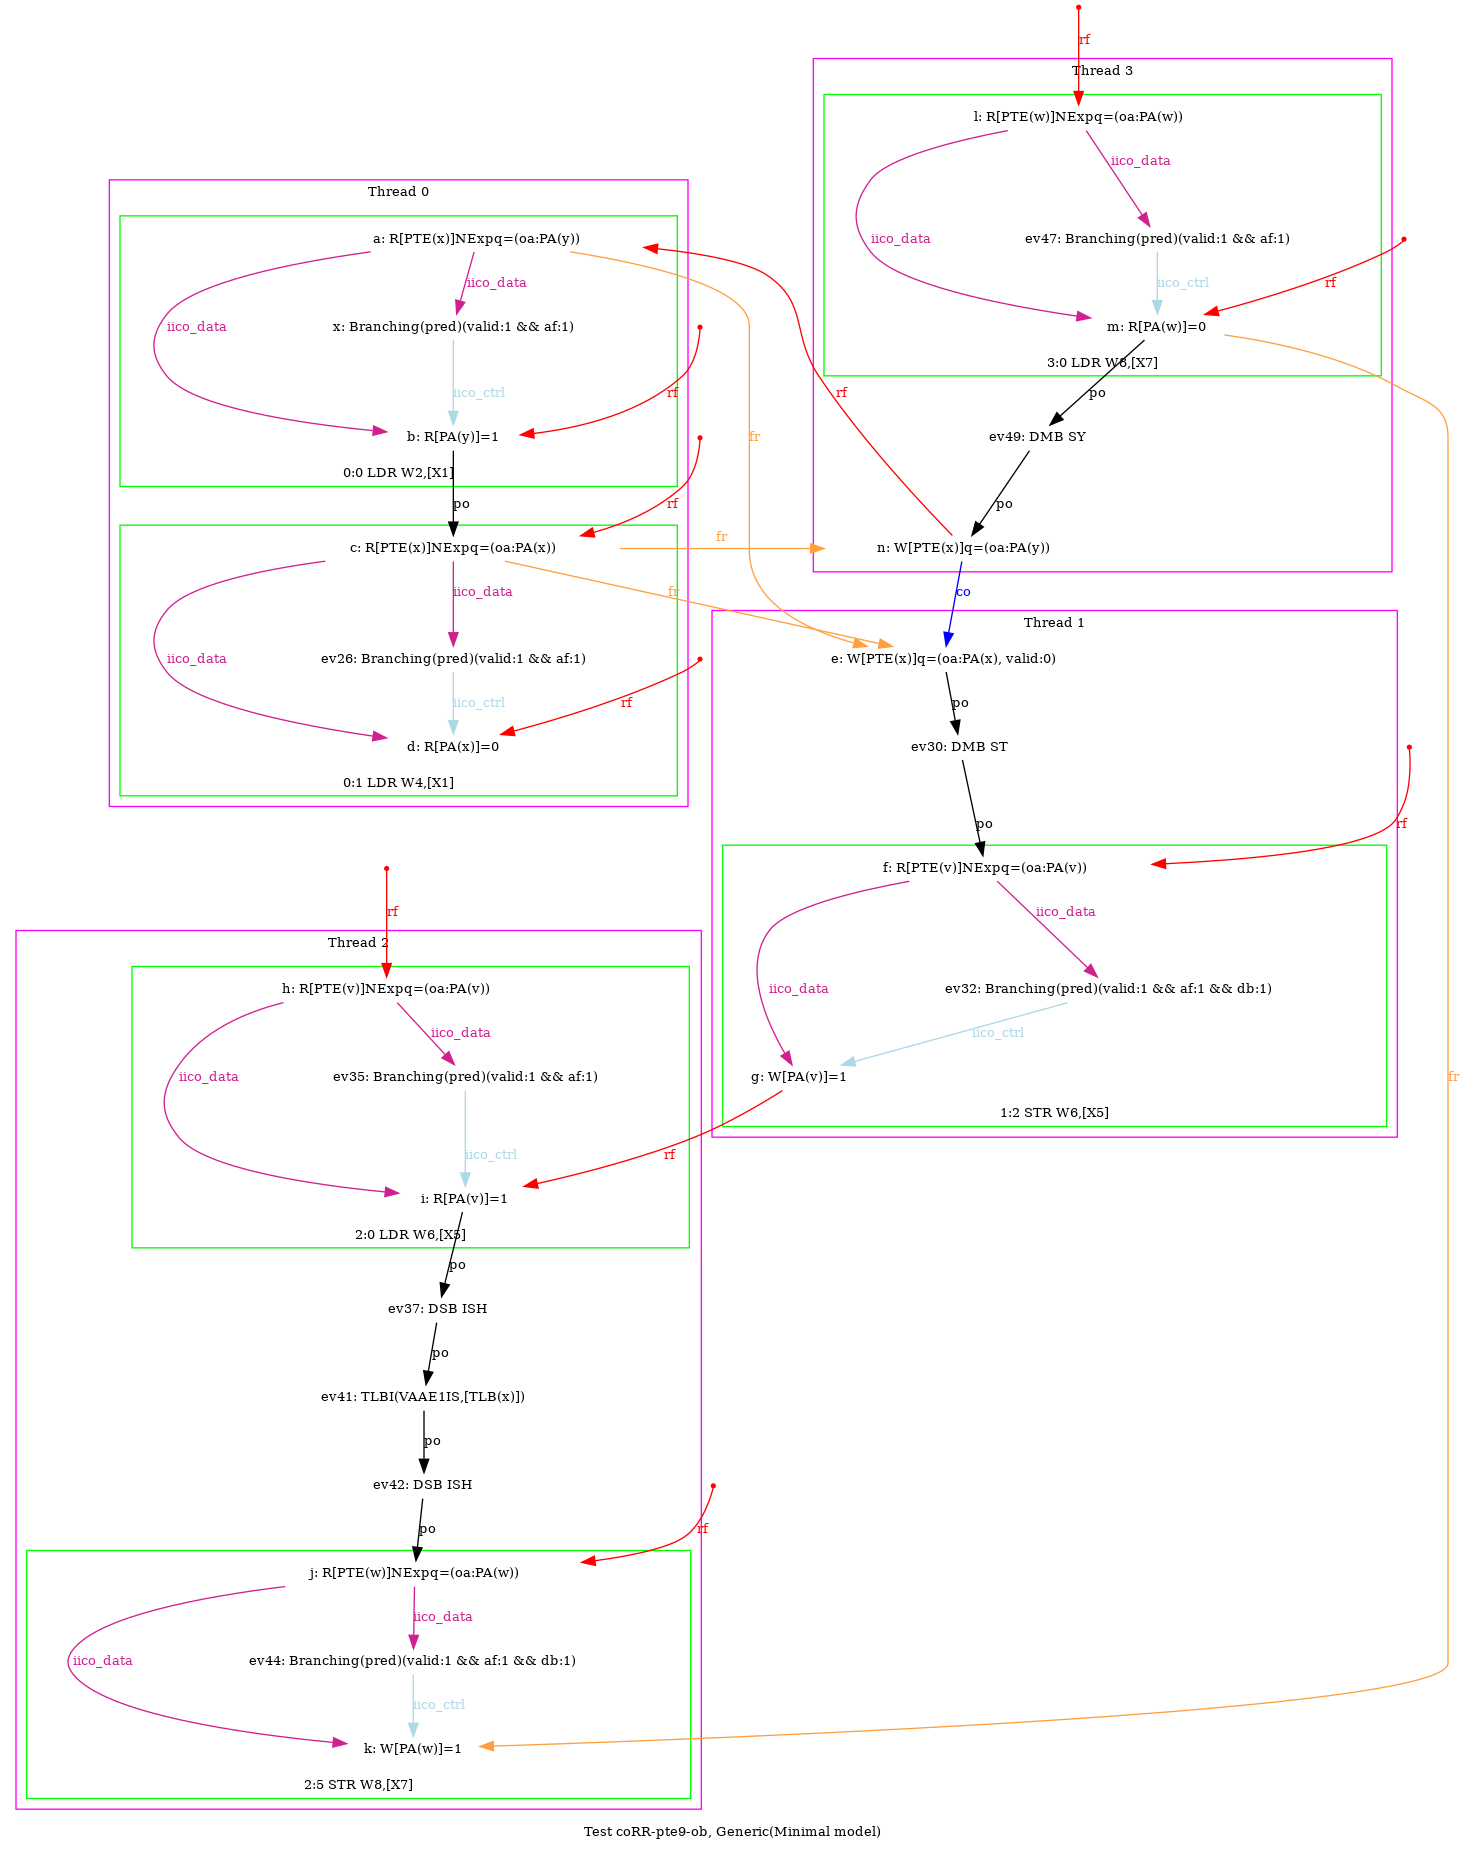 rf
Thread 3
l: R[PTE(w)]NExpq=(oa:PA(w))
iico_data
iico_data
ev47: Branching(pred)(valid:1 && af:1)
iico_ctrl
rf
m: R[PA(w)]=0
3:0 LDR W8,[X7]
po
ev49: DMB SY
po
n: W[PTE(x)]q=(oa:PA(y))
Thread 0
a: R[PTE(x)]NExpq=(oa:PA(y))
iico_data
iico_data
x: Branching(pred)(valid:1 && af:1)
iico_ctrl
rf
rf
fr
b: R[PA(y)]=1
0:0 LDR W2,[X1]
po
rf
fr
c: R[PTE(x)]NExpq=(oa:PA(x))
iico_data
fr
co
iico_data
ev26: Branching(pred)(valid:1 && af:1)
iico_ctrl
rf
d: R[PA(x)]=0
0:1 LDR W4,[X1]
Thread 1
e: W[PTE(x)]q=(oa:PA(x), valid:0)
po
ev30: DMB ST
po
rf
f: R[PTE(v)]NExpq=(oa:PA(v))
iico_data
iico_data
ev32: Branching(pred)(valid:1 && af:1 && db:1)
iico_ctrl
g: W[PA(v)]=1
1:2 STR W6,[X5]
fr
rf
rf
Thread 2
h: R[PTE(v)]NExpq=(oa:PA(v))
iico_data
iico_data
ev35: Branching(pred)(valid:1 && af:1)
iico_ctrl
i: R[PA(v)]=1
2:0 LDR W6,[X5]
po
ev37: DSB ISH
po
ev41: TLBI(VAAE1IS,[TLB(x)])
po
ev42: DSB ISH
po
rf
j: R[PTE(w)]NExpq=(oa:PA(w))
iico_data
iico_data
ev44: Branching(pred)(valid:1 && af:1 && db:1)
iico_ctrl
k: W[PA(w)]=1
2:5 STR W8,[X7]
Test coRR-pte9-ob, Generic(Minimal model)